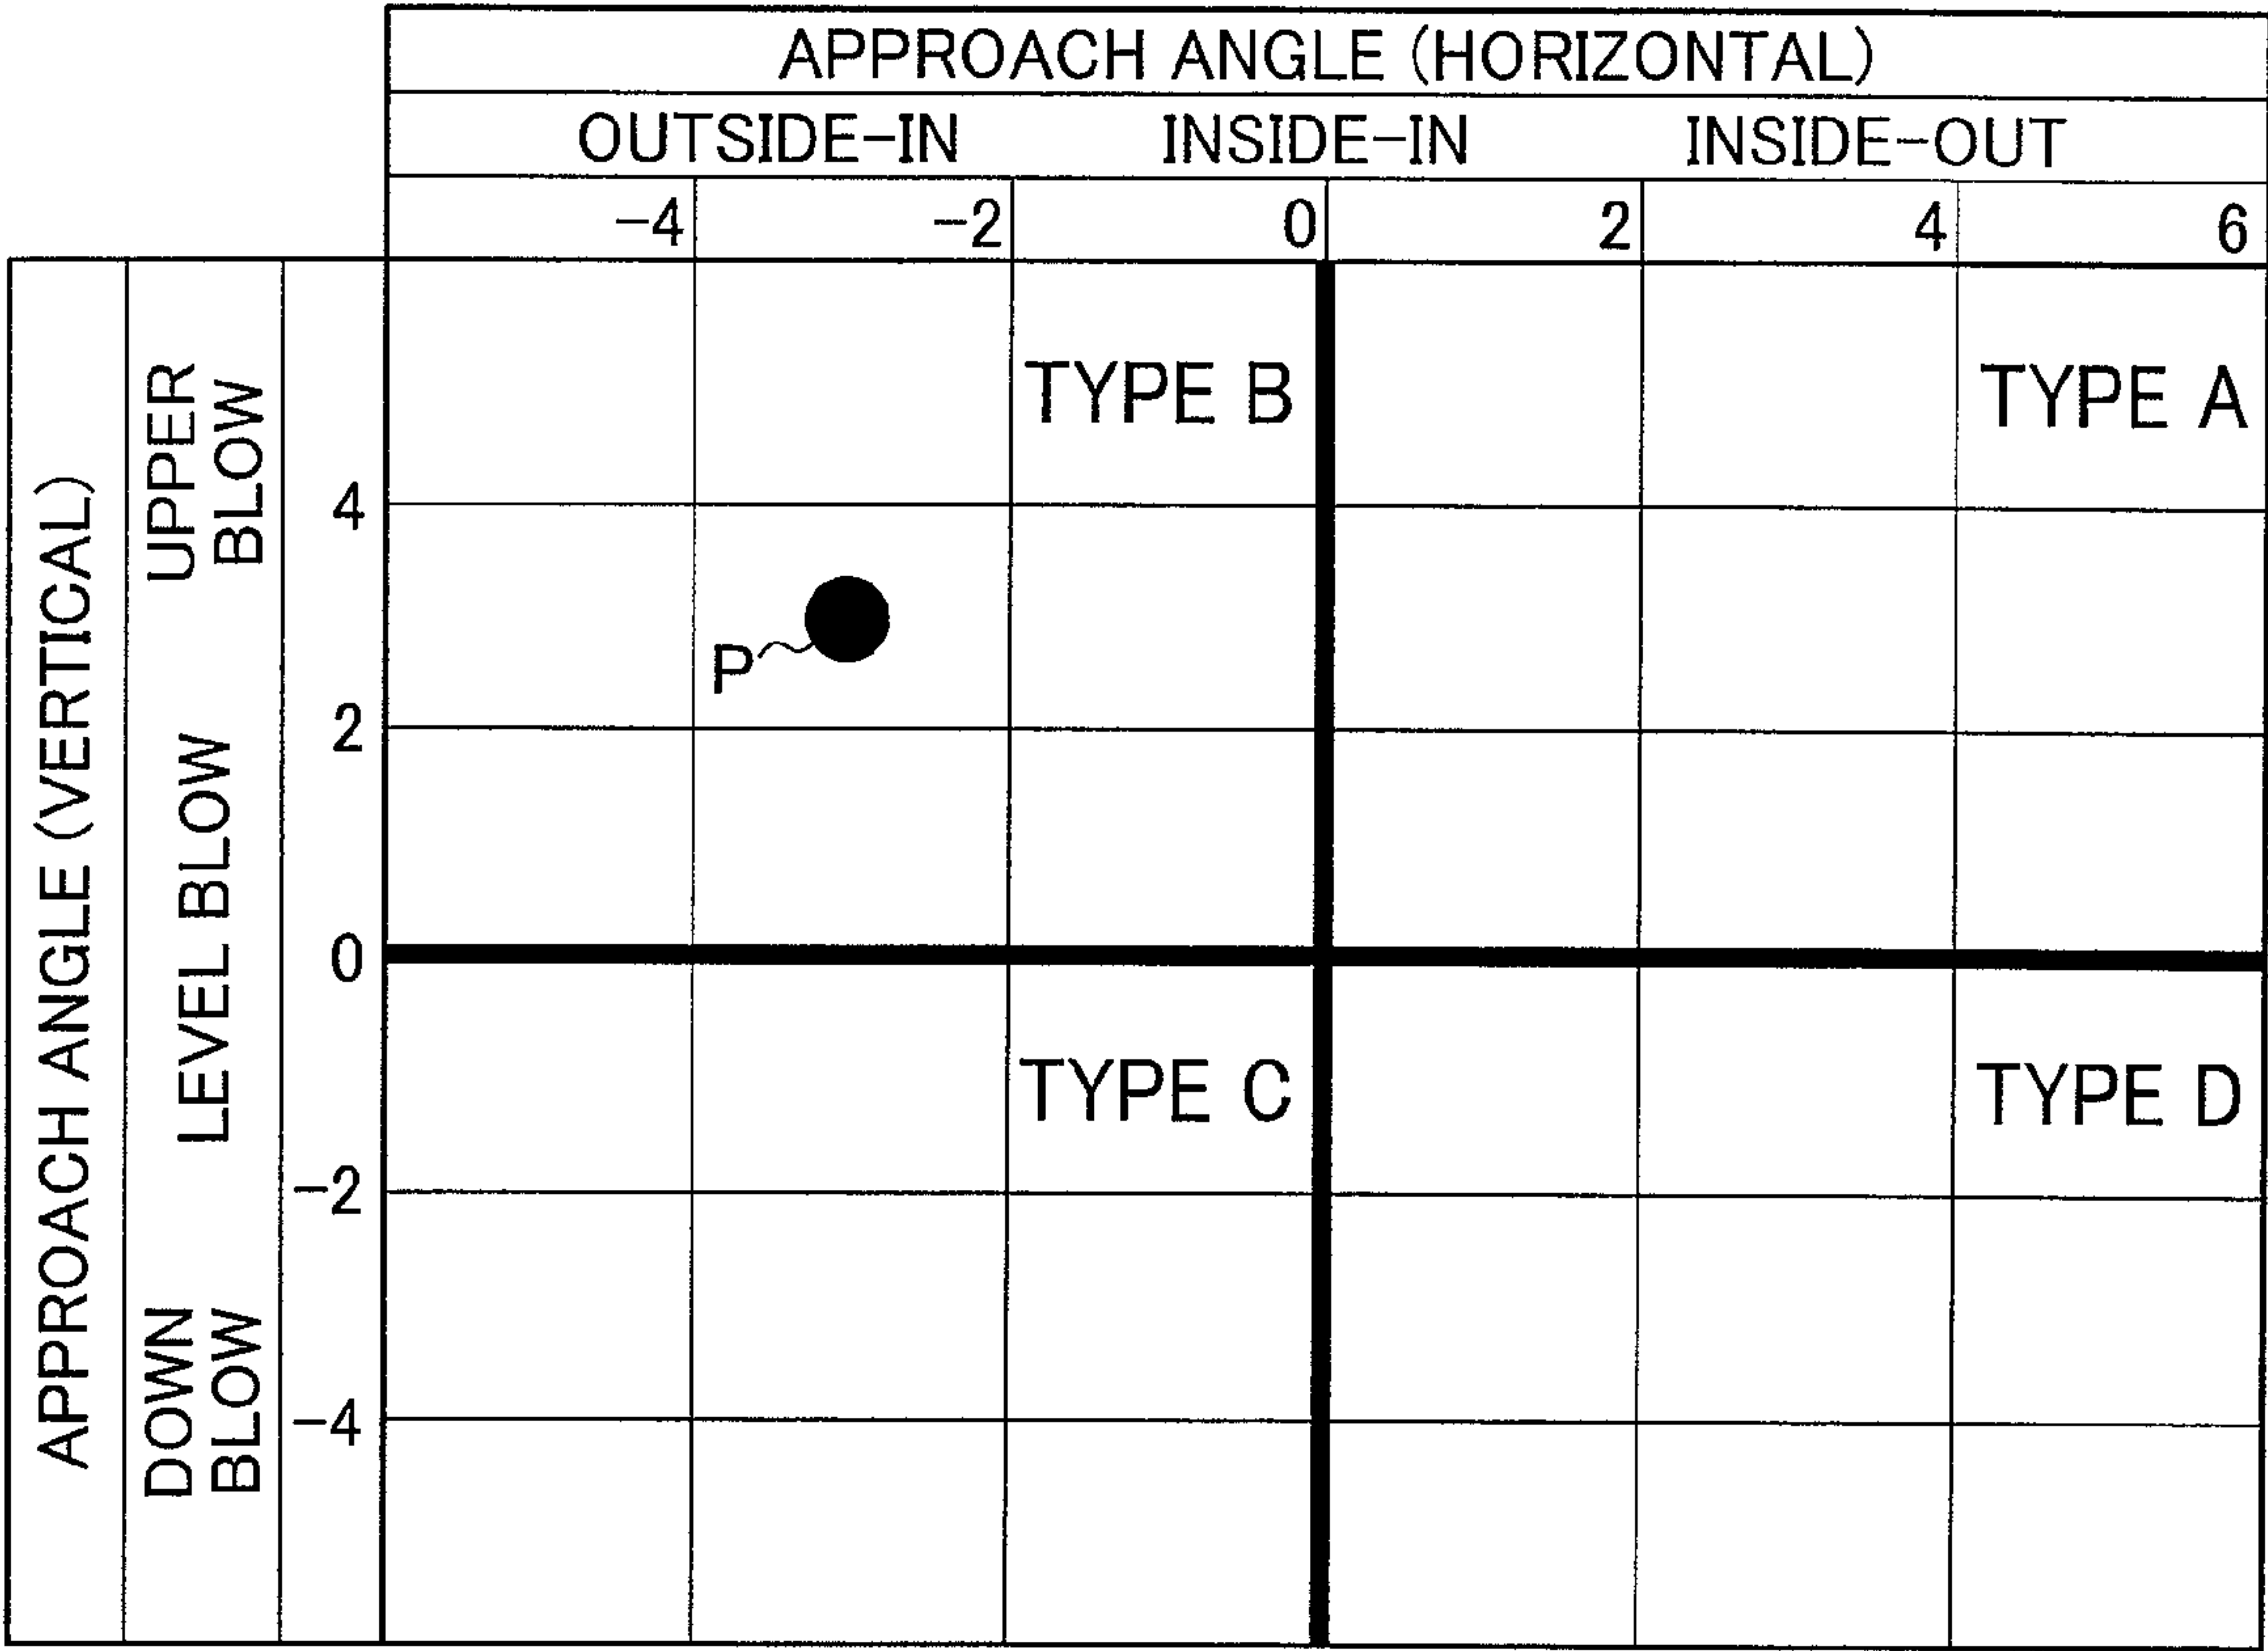 APPROACH ANGLE (HORIZONTAL)
OUTSIDE-IN INSIDE-IN INSIDE-OUT
-4 -2 0 2 4 6
APPROACH ANGLE (VERTICAL)
UPPER
BLOW
LEVEL BLOW
DOWN
BLOW
TYPE B TYPE A
4
P
2
0
TYPE C TYPE D
-2
-4